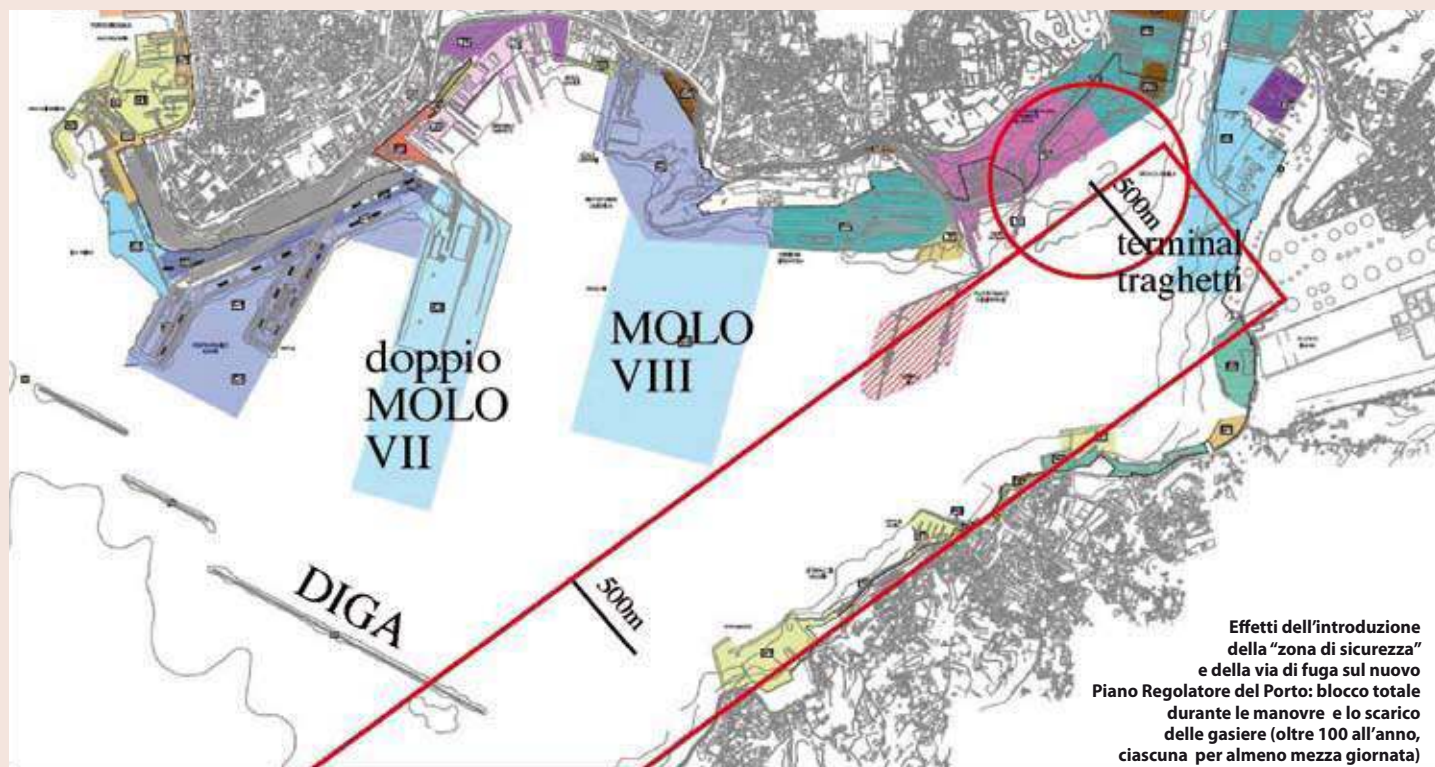 500m
terminal
traghetti
MOLO
VIII
doppio
MOLO
VII
DIGA
500m
Effetti dell'introduzione
della “zona di sicurezza”
e della via di fuga sul nuovo
Piano Regolatore del Porto: blocco totale
durante le manovre e lo scarico
delle gasiere (oltre 100 all'anno,
ciascuna per almeno mezza giornata)